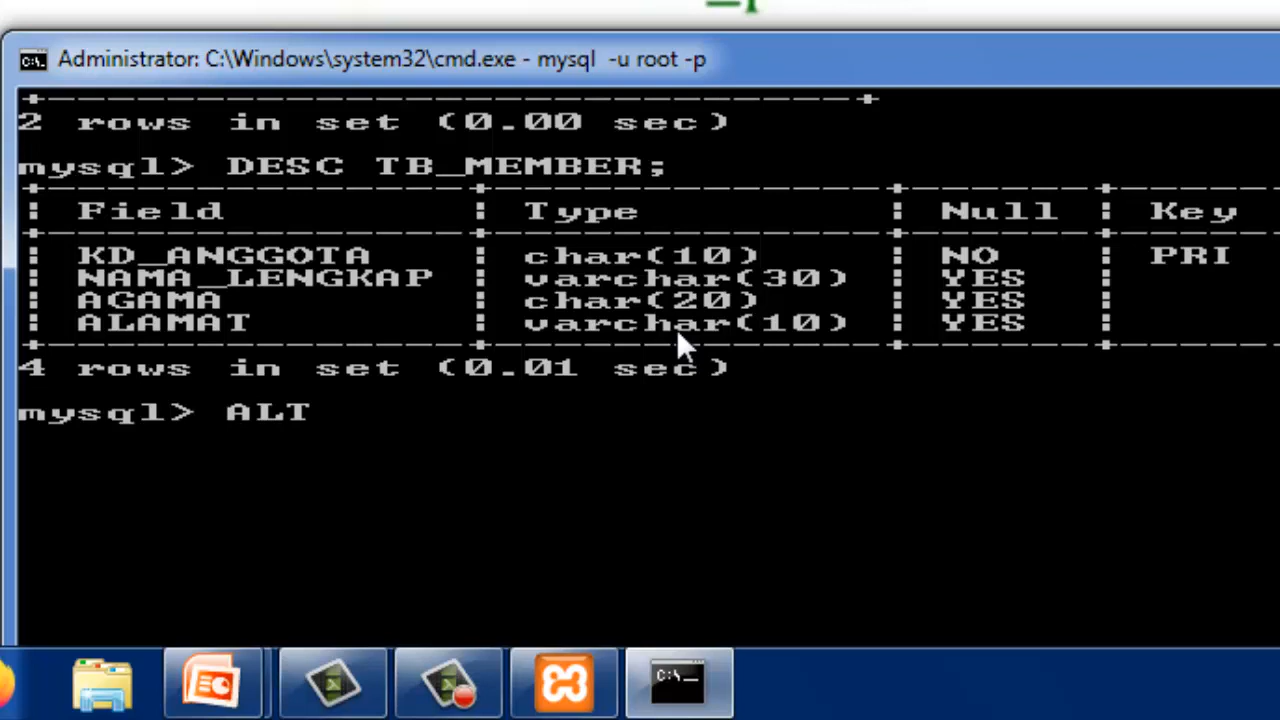 Administrator: C:\Windows\system32\cmd.exe - mysql -u root -p
2 rows in set (0.00 sec)
mysql> DESC TB_MEMBER;
| Field | Type | Null | Key
| KD_ANGGOTA | char(10) | NO | PRI
| NAMA_LENGKAP | varchar(30) | YES |
| AGAMA | char(20) | YES |
| ALAMAT | varchar(10) | YES |
4 rows in set (0.01 sec)
mysql> ALT
C:\_